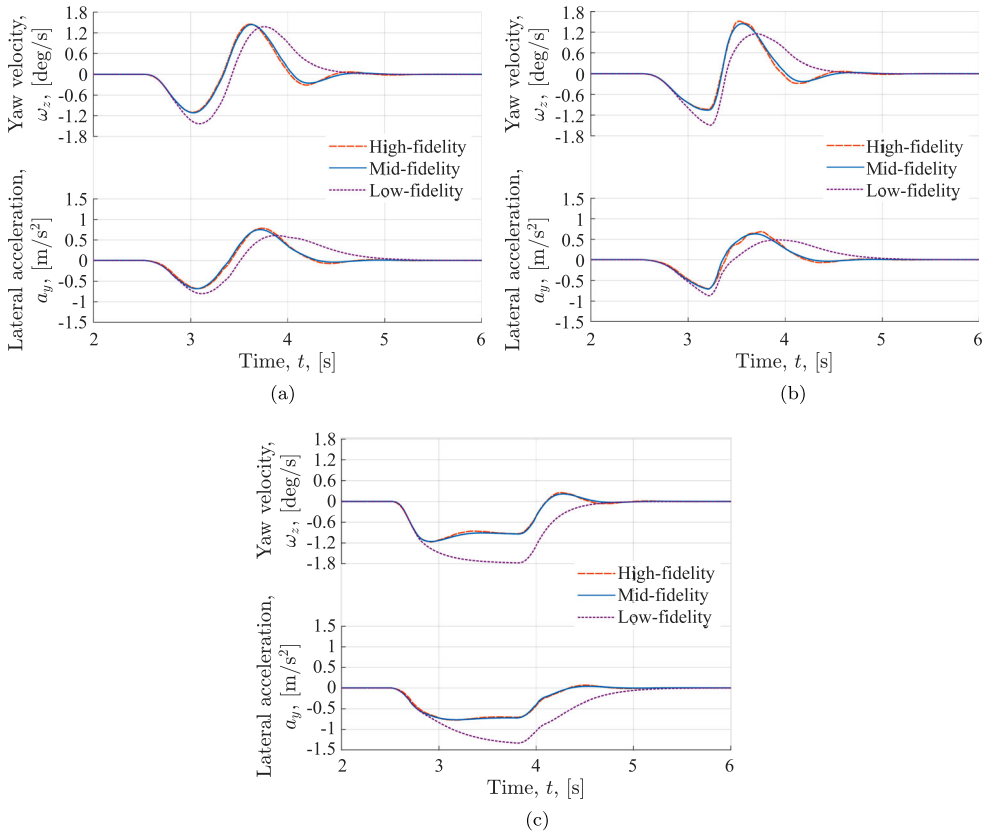 Yaw velocity,
ω_z, [deg/s]
1.8
1.2
0.6
0
-0.6
-1.2
-1.8
High-fidelity
Mid-fidelity
Low-fidelity
Lateral acceleration,
a_y, [m/s²]
1.5
1
0.5
0
-0.5
-1
-1.5
2 3 4 5 6
Time, t, [s]
(a)
Yaw velocity,
ω_z, [deg/s]
1.8
1.2
0.6
0
-0.6
-1.2
-1.8
High-fidelity
Mid-fidelity
Low-fidelity
Lateral acceleration,
a_y, [m/s²]
1.5
1
0.5
0
-0.5
-1
-1.5
2 3 4 5 6
Time, t, [s]
(b)
Yaw velocity,
ω_z, [deg/s]
1.8
1.2
0.6
0
-0.6
-1.2
-1.8
High-fidelity
Mid-fidelity
Low-fidelity
Lateral acceleration,
a_y, [m/s²]
1.5
1
0.5
0
-0.5
-1
-1.5
2 3 4 5 6
Time, t, [s]
(c)